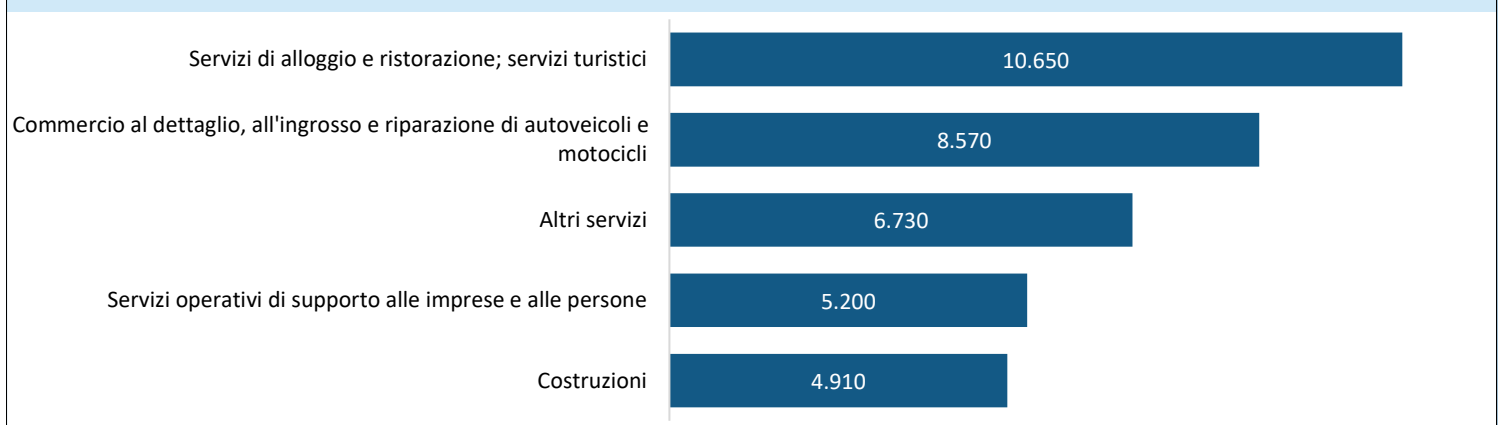 Servizi di alloggio e ristorazione; servizi turistici
10.650
Commercio al dettaglio, all'ingrosso e riparazione di autoveicoli e
motocicli
8.570
Altri servizi
6.730
Servizi operativi di supporto alle imprese e alle persone
5.200
Costruzioni
4.910